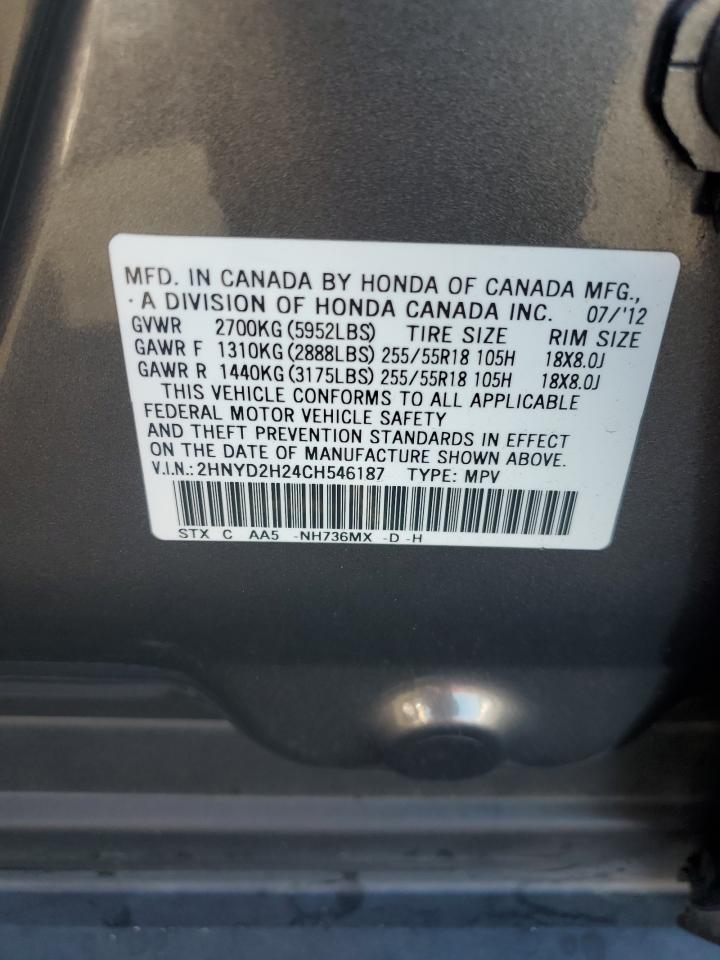 MFD. IN CANADA BY HONDA OF CANADA MFG.,
A DIVISION OF HONDA CANADA INC. 07/'12
GVWR 2700KG (5952LBS) TIRE SIZE RIM SIZE
GAWR F 1310KG (2888LBS) 255/55R18 105H 18X8.0J
GAWR R 1440KG (3175LBS) 255/55R18 105H 18X8.0J
THIS VEHICLE CONFORMS TO ALL APPLICABLE
FEDERAL MOTOR VEHICLE SAFETY
AND THEFT PREVENTION STANDARDS IN EFFECT
ON THE DATE OF MANUFACTURE SHOWN ABOVE.
V.I.N.: 2HNYD2H24CH546187 TYPE: MPV
STX C AA5 -NH736MX -D -H